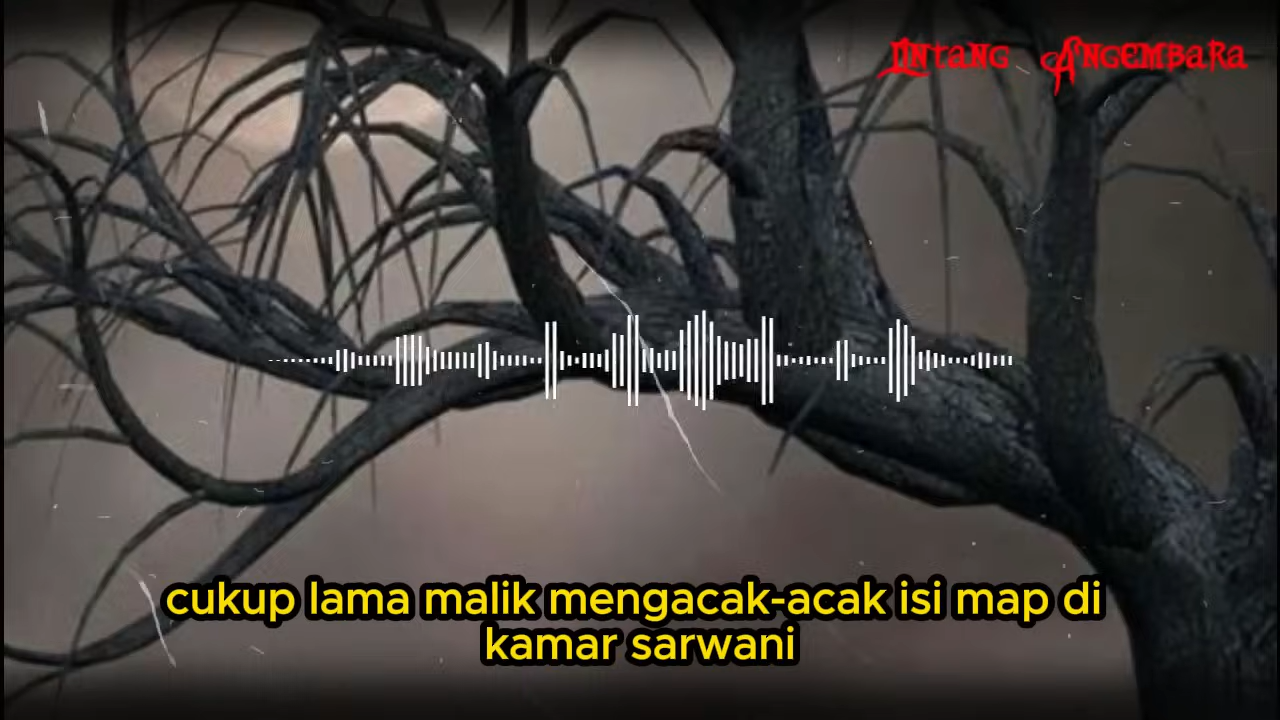 Lintang Angembara
cukup lama malik mengacak-acak isi map di
kamar sarwani